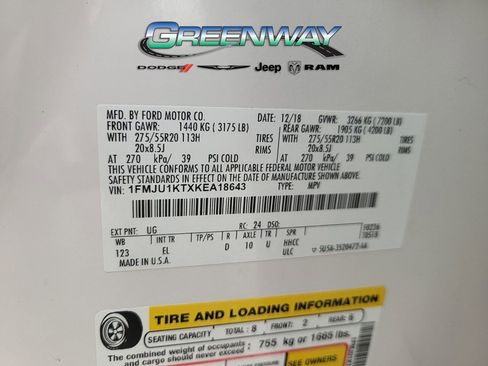 GREENWAY
DODGE Jeep RAM
MFD. BY FORD MOTOR CO. DATE: 12/18 GVWR: 3266 KG (7200 LB)
FRONT GAWR: 1440 KG (3175 LB) REAR GAWR: 1905 KG (4200 LB)
WITH 275/55R20 113H TIRES WITH 275/55R20 113H TIRES
20x8.5J RIMS 20x8.5J RIMS
AT 270 kPa/ 39 PSI COLD AT 270 kPa/ 39 PSI COLD
THIS VEHICLE CONFORMS TO ALL APPLICABLE FEDERAL MOTOR VEHICLE
SAFETY STANDARDS IN EFFECT ON THE DATE OF MANUFACTURE SHOWN ABOVE.
VIN: 1FMJU1KTXKEA18643 TYPE: MPV
EXT PNT: UG RC: 24 DSO: F0236
WB INT TR TP/PS R AXLE TR SPR 10518
123 EL D 10 U HHCC
MADE IN U.S.A. ULC 5U5A-3520472-AA
TIRE AND LOADING INFORMATION
SEATING CAPACITY TOTAL: 8 FRONT: 2 REAR: 6
The combined weight of occupants 755 kg or 1665 lbs.
and cargo should never exceed
SEE OWNERS